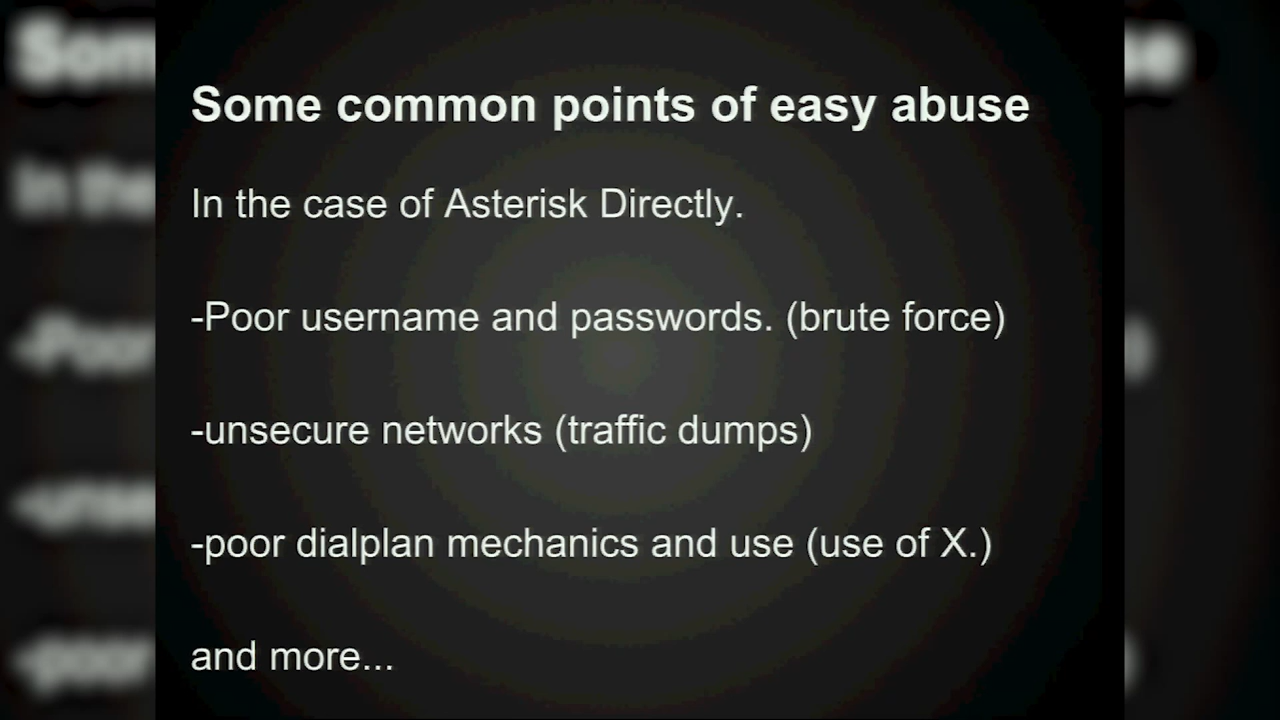 Some common points of easy abuse
In the case of Asterisk Directly.
-Poor username and passwords. (brute force)
-unsecure networks (traffic dumps)
-poor dialplan mechanics and use (use of X.)
and more...